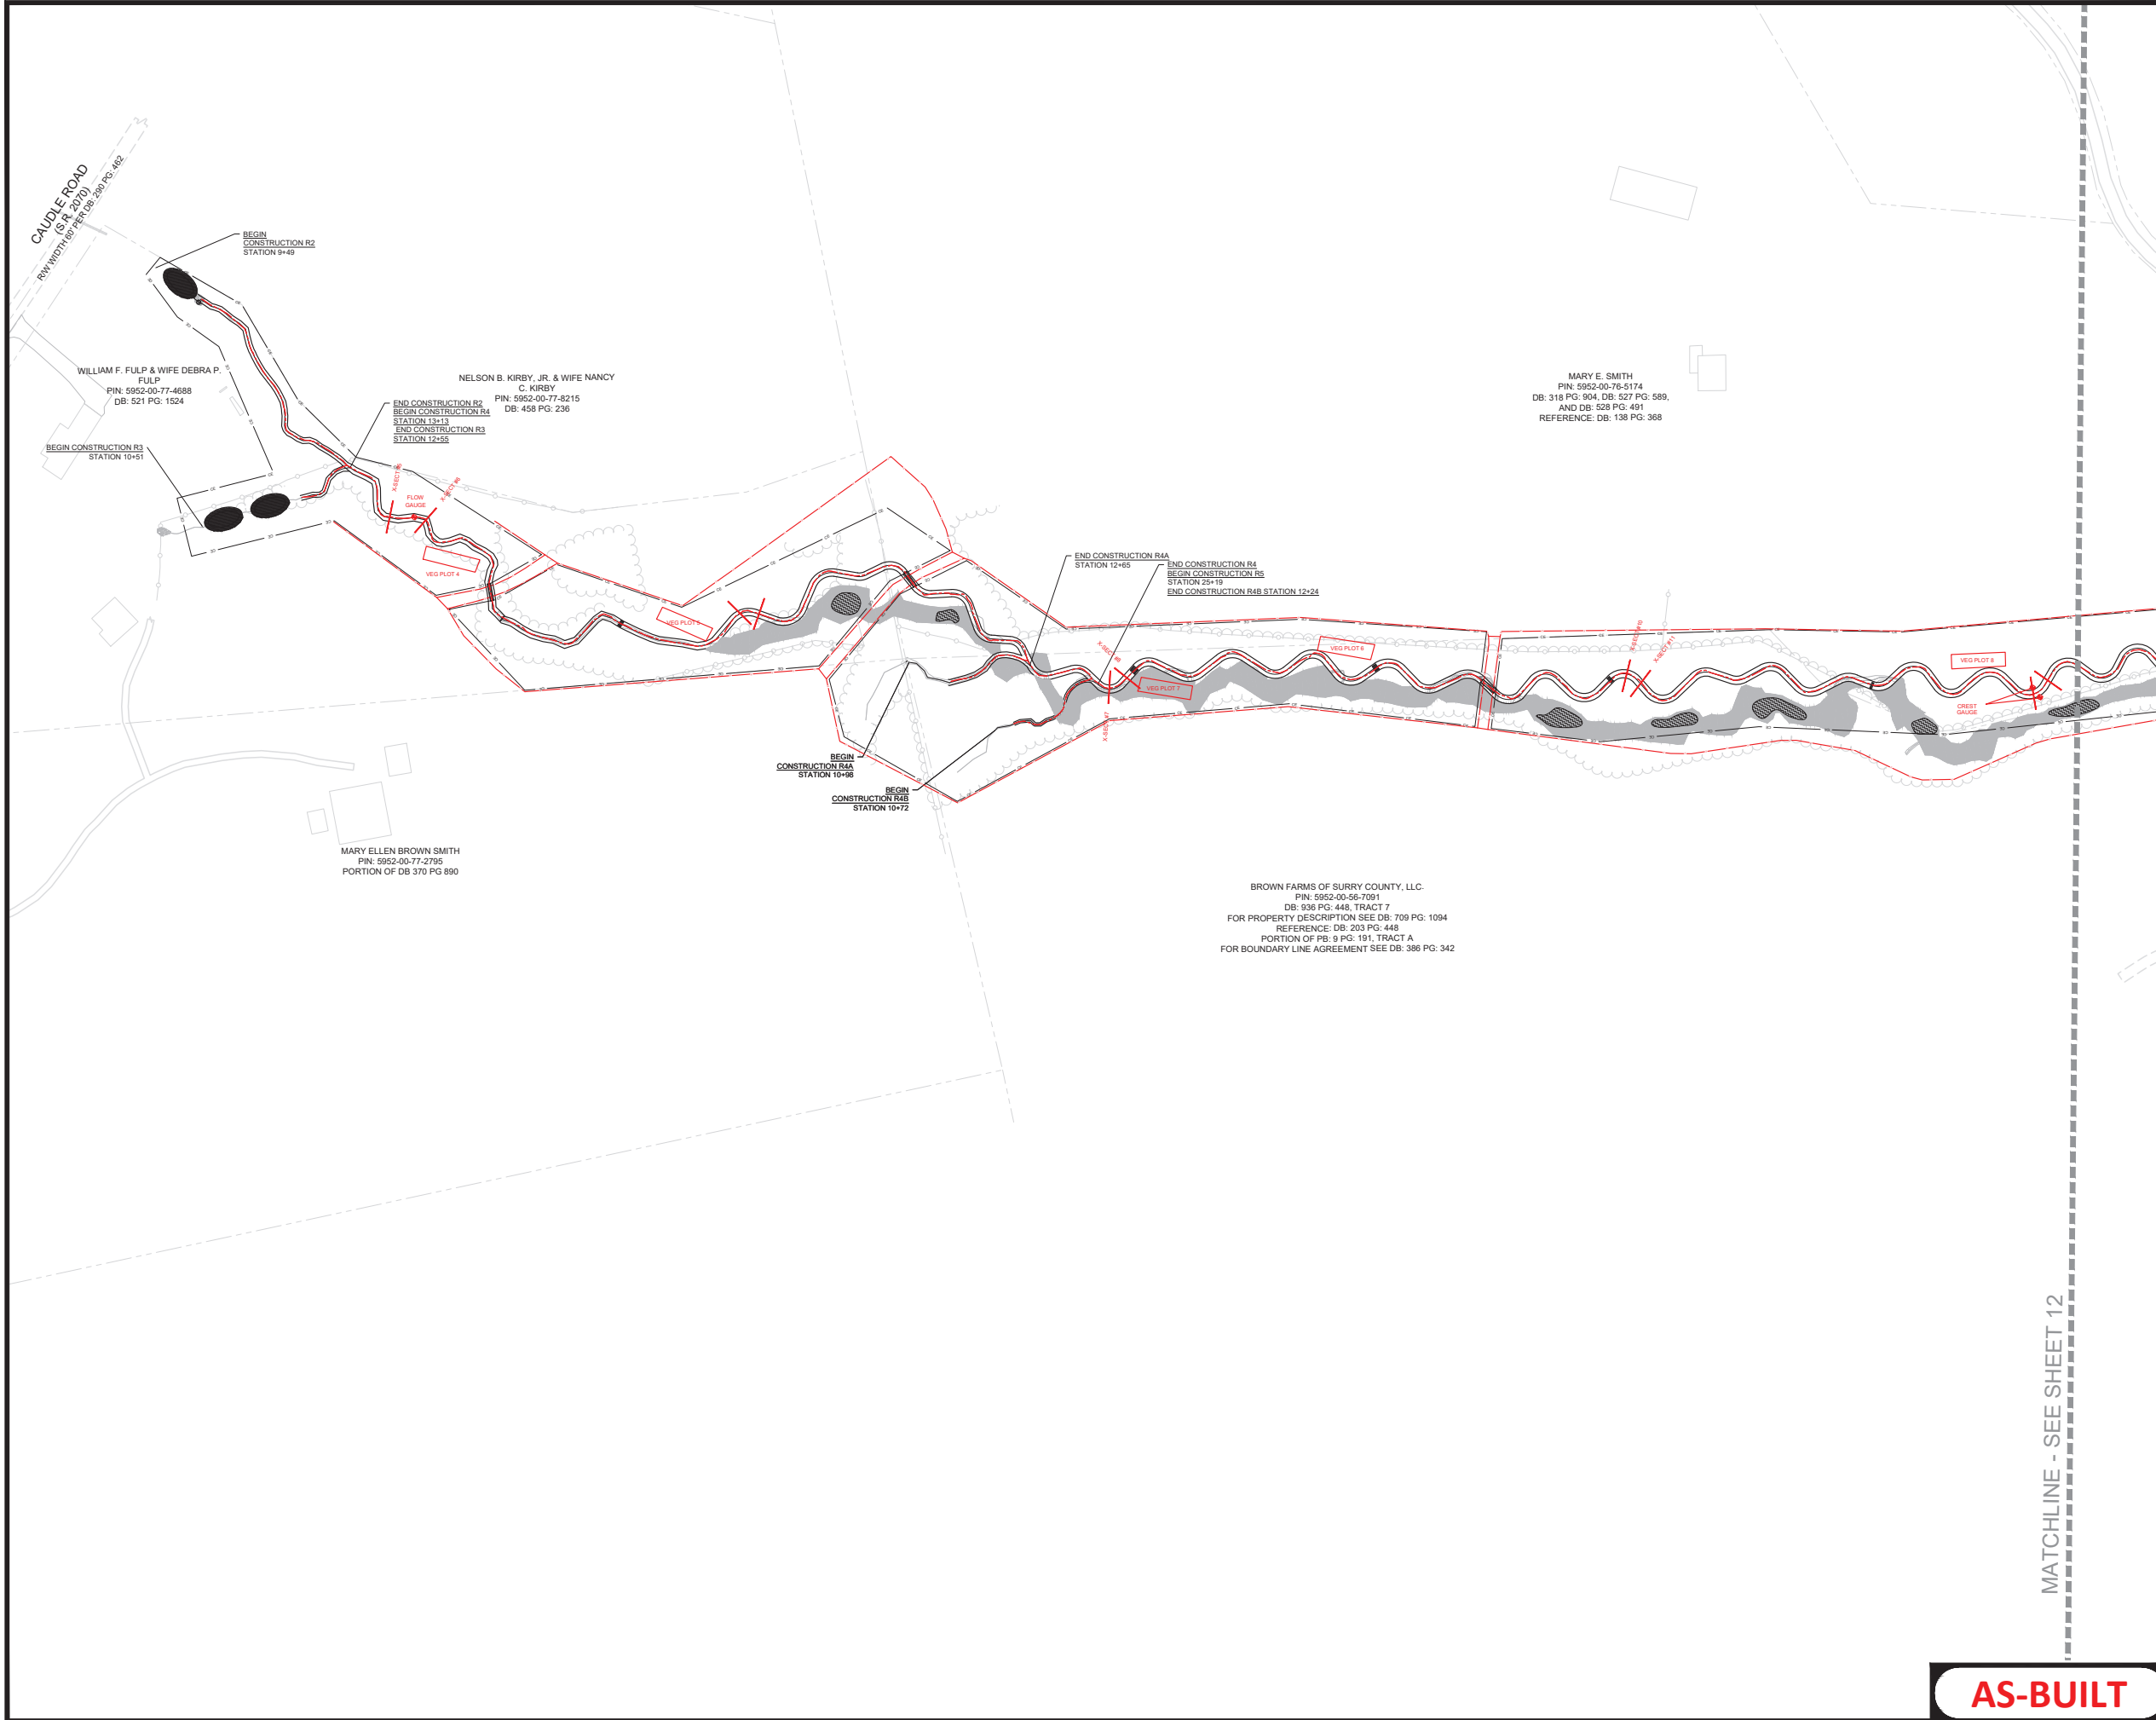 CAUDLE ROAD
(S.R. 2070)
R/W WIDTH 60' PER DB: 290 PG: 462
BEGIN
CONSTRUCTION R2
STATION 9+49
WILLIAM F. FULP & WIFE DEBRA P.
FULP
PIN: 5952-00-77-4688
DB: 521 PG: 1524
NELSON B. KIRBY, JR. & WIFE NANCY
C. KIRBY
PIN: 5952-00-77-8215
DB: 458 PG: 236
END CONSTRUCTION R2
BEGIN CONSTRUCTION R4
STATION 13+13
END CONSTRUCTION R3
STATION 12+55
BEGIN CONSTRUCTION R3
STATION 10+51
FLOW
GAUGE
VEG PLOT 4
VEG PLOT 5
MARY E. SMITH
PIN: 5952-00-76-5174
DB: 318 PG: 904, DB: 527 PG: 589,
AND DB: 528 PG: 491
REFERENCE: DB: 138 PG: 368
END CONSTRUCTION R4A
STATION 12+65
END CONSTRUCTION R4
BEGIN CONSTRUCTION R5
STATION 25+19
END CONSTRUCTION R4B STATION 12+24
VEG PLOT 6
VEG PLOT 7
X-SECT #7
X-SECT #11
VEG PLOT 8
CREST
GAUGE
BEGIN
CONSTRUCTION R4A
STATION 10+98
BEGIN
CONSTRUCTION R4B
STATION 10+72
MARY ELLEN BROWN SMITH
PIN: 5952-00-77-2795
PORTION OF DB 370 PG 890
BROWN FARMS OF SURRY COUNTY, LLC.
PIN: 5952-00-56-7091
DB: 936 PG: 448, TRACT 7
FOR PROPERTY DESCRIPTION SEE DB: 709 PG: 1094
REFERENCE: DB: 203 PG: 448
PORTION OF PB: 9 PG: 191, TRACT A
FOR BOUNDARY LINE AGREEMENT SEE DB: 386 PG: 342
MATCHLINE - SEE SHEET 12
AS-BUILT